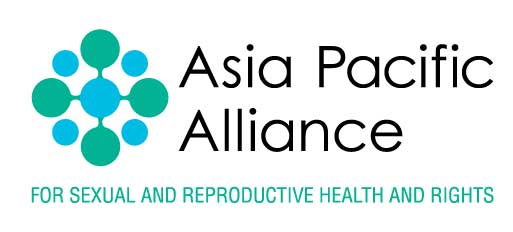 Asia Pacific
Alliance
FOR SEXUAL AND REPRODUCTIVE HEALTH AND RIGHTS